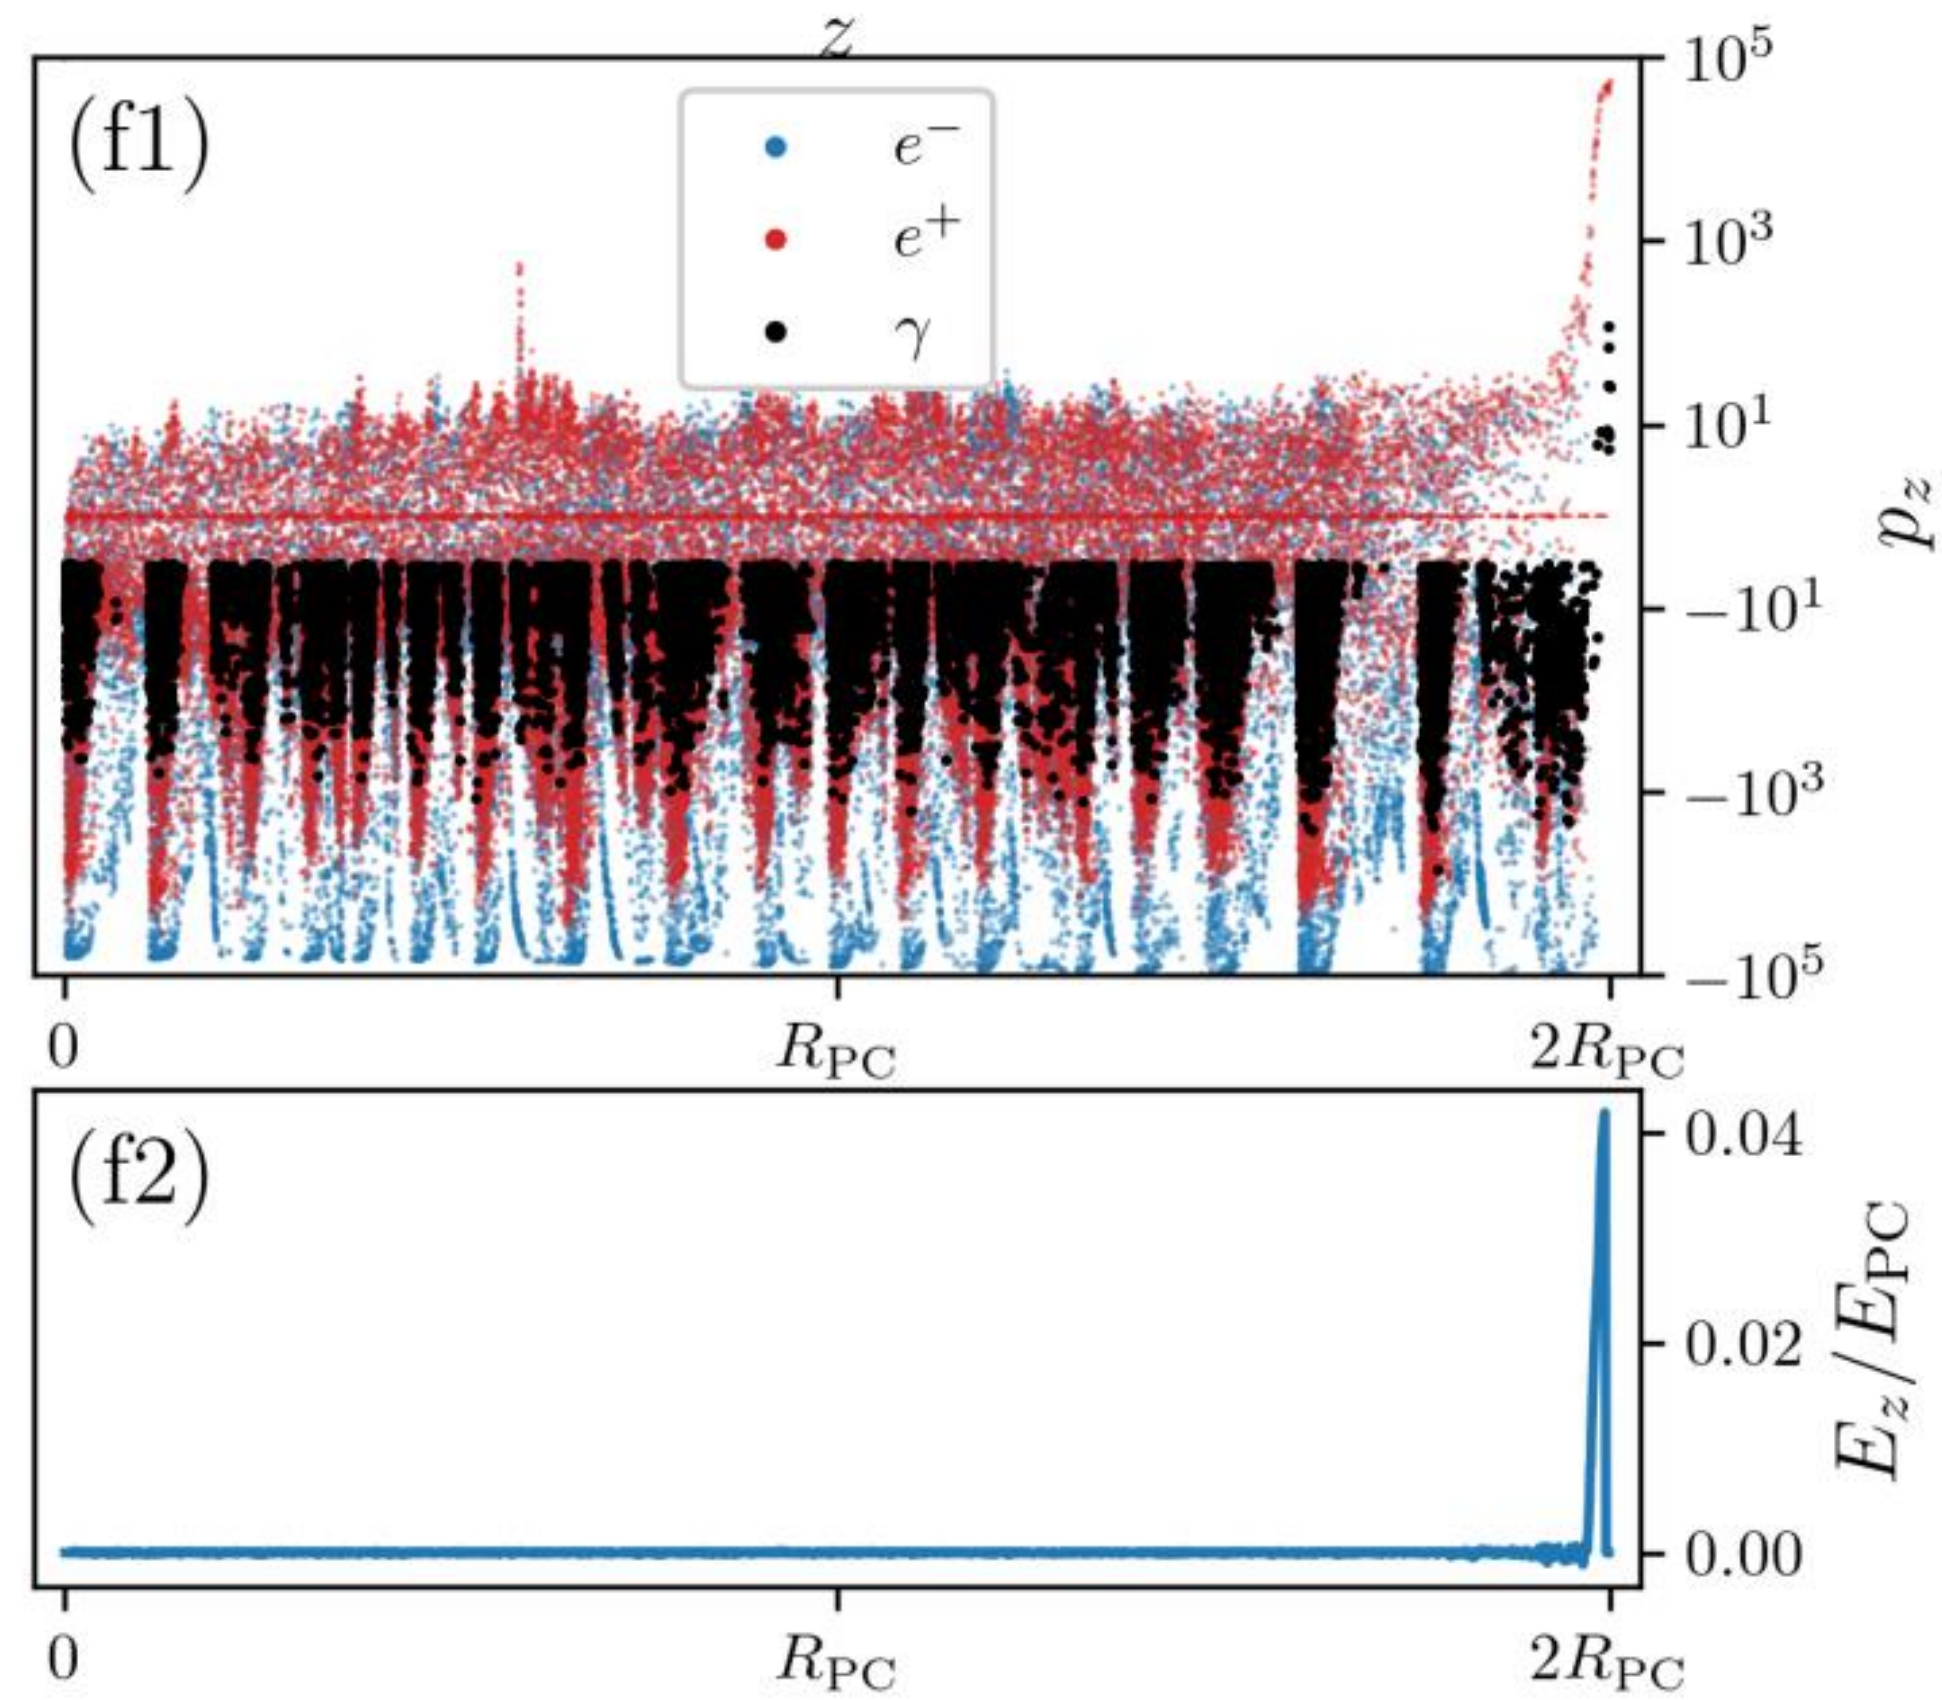 z
(f1)
e⁻
e⁺
γ
10⁵
10³
10¹
−10¹
−10³
−10⁵
p_z
0 R_PC 2R_PC
(f2)
0.04
0.02
0.00
E_z/E_PC
0 R_PC 2R_PC